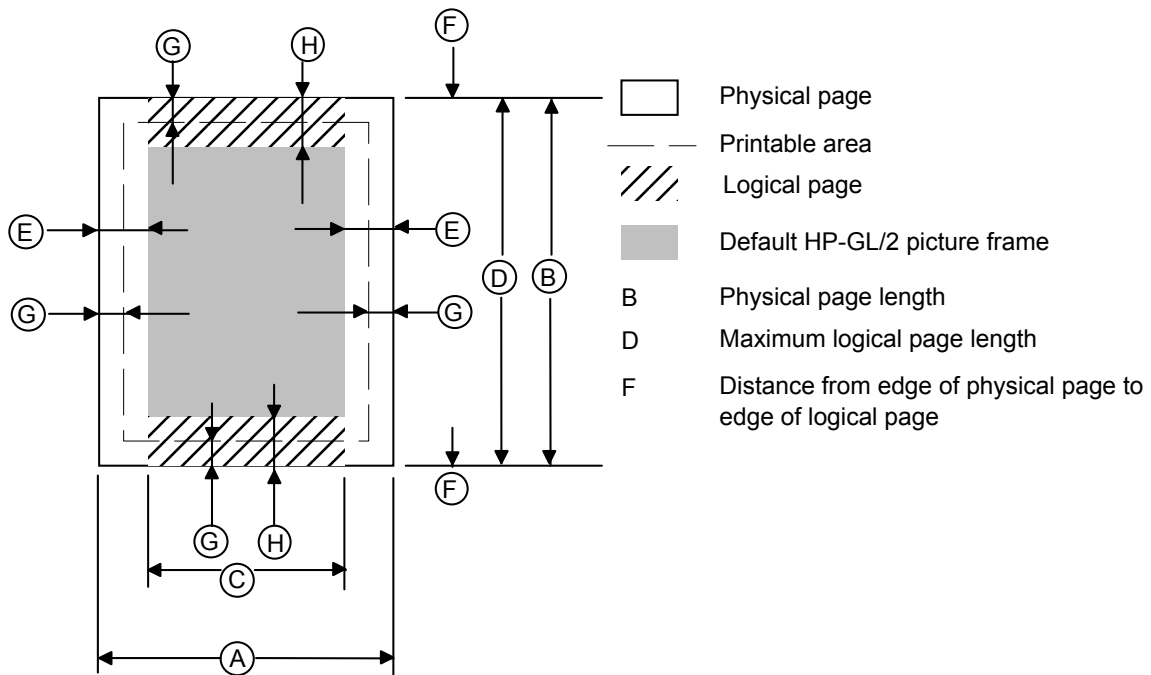 F
G
H
Physical page
Printable area
Logical page
E
E
Default HP-GL/2 picture frame
D
B
B Physical page length
G
G
D Maximum logical page length
F Distance from edge of physical page to
edge of logical page
F
G
H
C
A